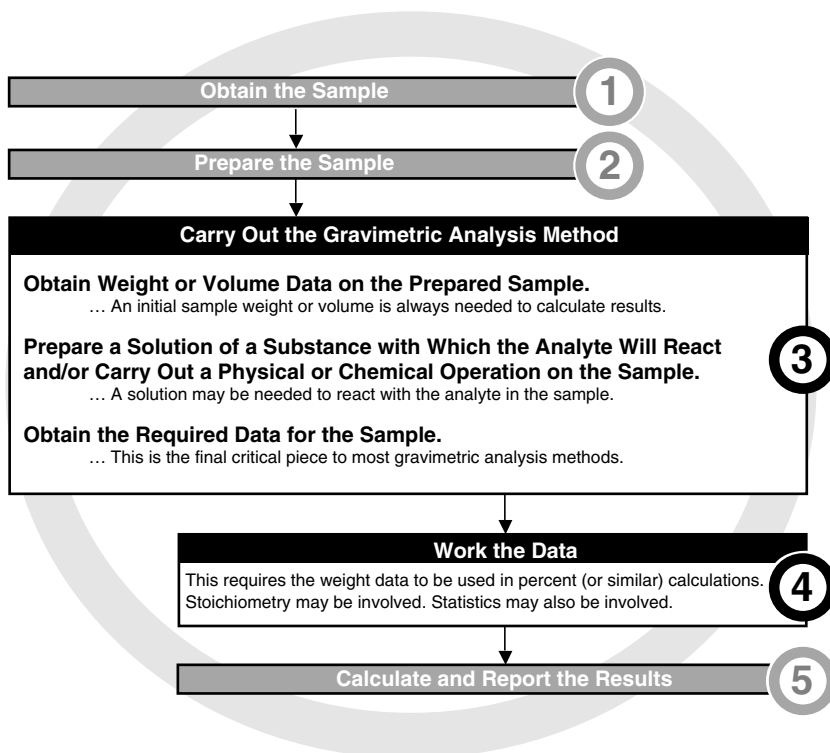 Obtain the Sample
1
Prepare the Sample
2
Carry Out the Gravimetric Analysis Method
Obtain Weight or Volume Data on the Prepared Sample.
… An initial sample weight or volume is always needed to calculate results.
Prepare a Solution of a Substance with Which the Analyte Will React
and/or Carry Out a Physical or Chemical Operation on the Sample.
… A solution may be needed to react with the analyte in the sample.
Obtain the Required Data for the Sample.
… This is the final critical piece to most gravimetric analysis methods.
3
Work the Data
This requires the weight data to be used in percent (or similar) calculations.
Stoichiometry may be involved. Statistics may also be involved.
4
Calculate and Report the Results
5